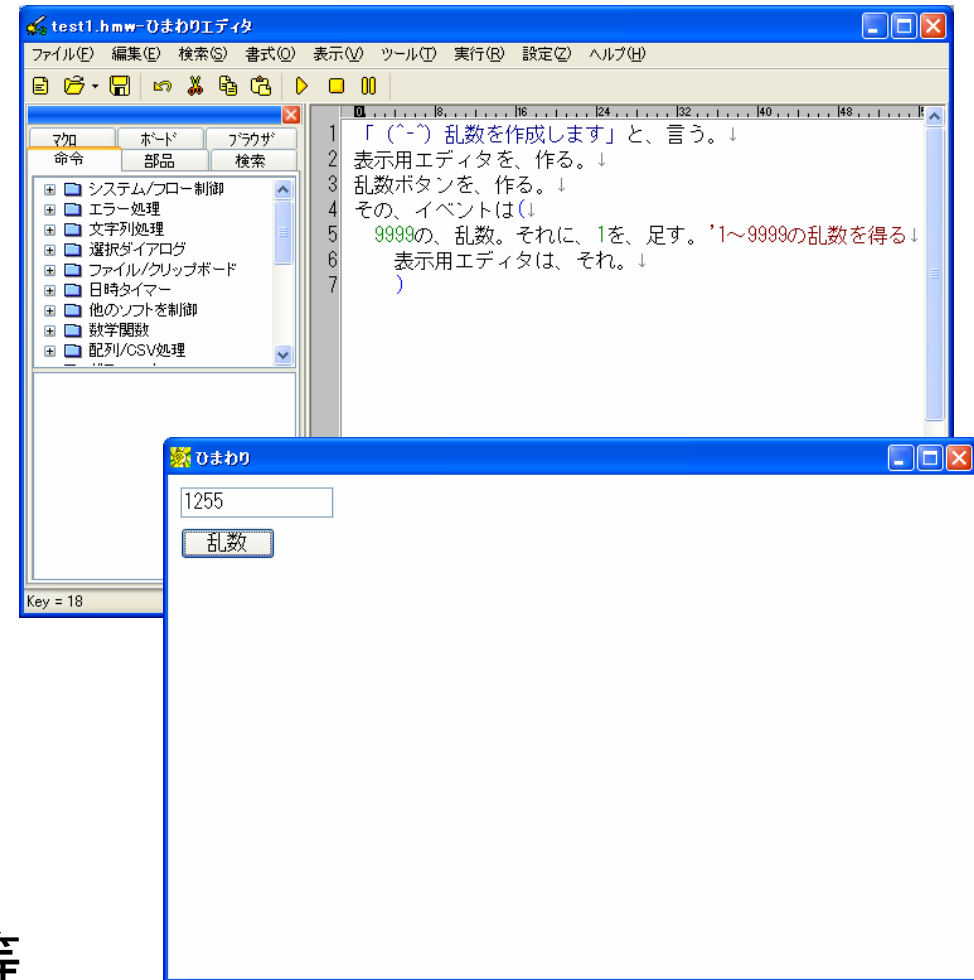 test1.hmw-ひまわりエディタ
ファイル(F) 編集(E) 検索(S) 書式(O) 表示(V) ツール(T) 実行(R) 設定(Z) ヘルプ(H)
マクロ ボード ブラウザ
命令 部品 検索
システム/フロー制御
エラー処理
文字列処理
選択ダイアログ
ファイル/クリップボード
日時タイマー
他のソフトを制御
数学関数
配列/CSV処理
0 8 16 24 32 40 48
1 「(^-^)乱数を作成します」と、言う。↓
2 表示用エディタを、作る。↓
3 乱数ボタンを、作る。↓
4 その、イベントは(↓
5 9999の、乱数。それに、1を、足す。'1～9999の乱数を得る↓
6 表示用エディタは、それ。↓
7 )
Key = 18
ひまわり
1255
乱数